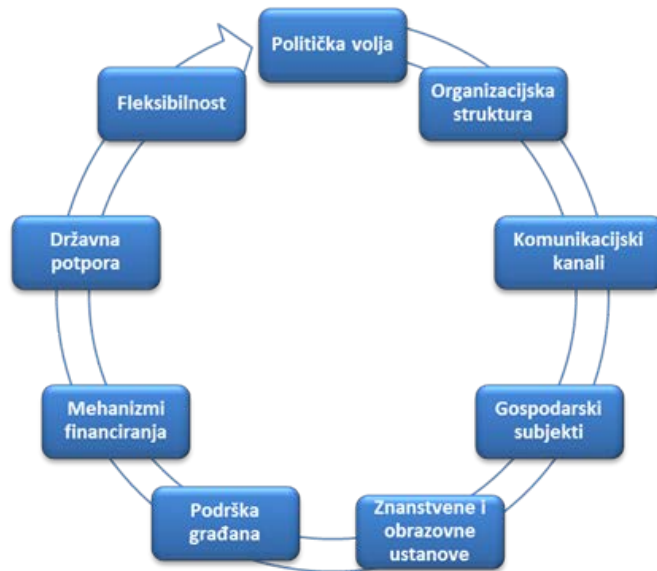 Politička volja
Organizacijska
struktura
Komunikacijski
kanali
Gospodarski
subjekti
Znanstvene i
obrazovne
ustanove
Podrška
građana
Mehanizmi
financiranja
Državna
potpora
Fleksibilnost